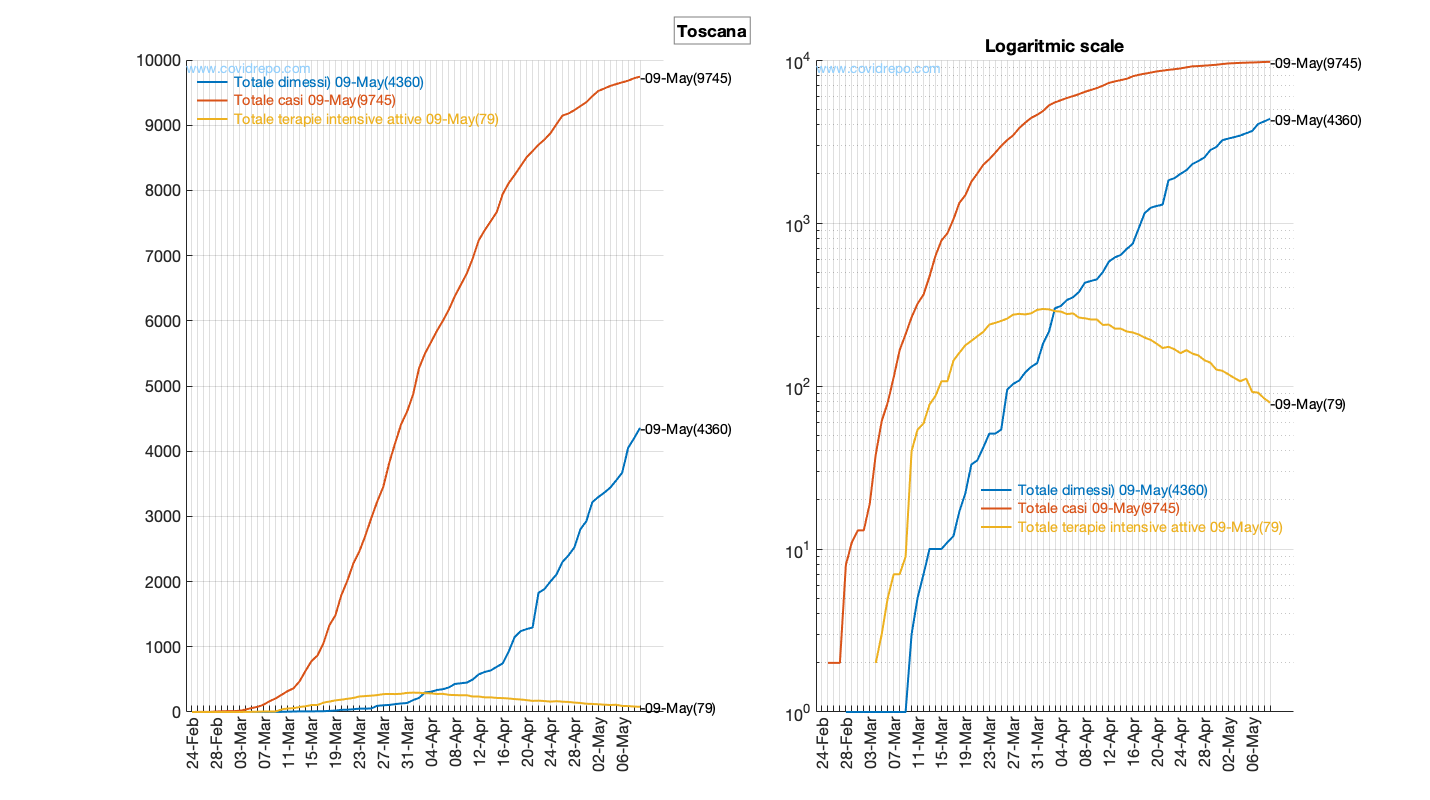 Toscana
www.covidrepo.com
Totale dimessi) 09-May(4360)
Totale casi 09-May(9745)
Totale terapie intensive attive 09-May(79)
10000
9000
8000
7000
6000
5000
4000
3000
2000
1000
0
-09-May(9745)
-09-May(4360)
-09-May(79)
24-Feb
28-Feb
03-Mar
07-Mar
11-Mar
15-Mar
19-Mar
23-Mar
27-Mar
31-Mar
04-Apr
08-Apr
12-Apr
16-Apr
20-Apr
24-Apr
28-Apr
02-May
06-May
Logaritmic scale
www.covidrepo.com
10^4
10^3
10^2
10^1
10^0
-09-May(9745)
-09-May(4360)
-09-May(79)
Totale dimessi) 09-May(4360)
Totale casi 09-May(9745)
Totale terapie intensive attive 09-May(79)
24-Feb
28-Feb
03-Mar
07-Mar
11-Mar
15-Mar
19-Mar
23-Mar
27-Mar
31-Mar
04-Apr
08-Apr
12-Apr
16-Apr
20-Apr
24-Apr
28-Apr
02-May
06-May